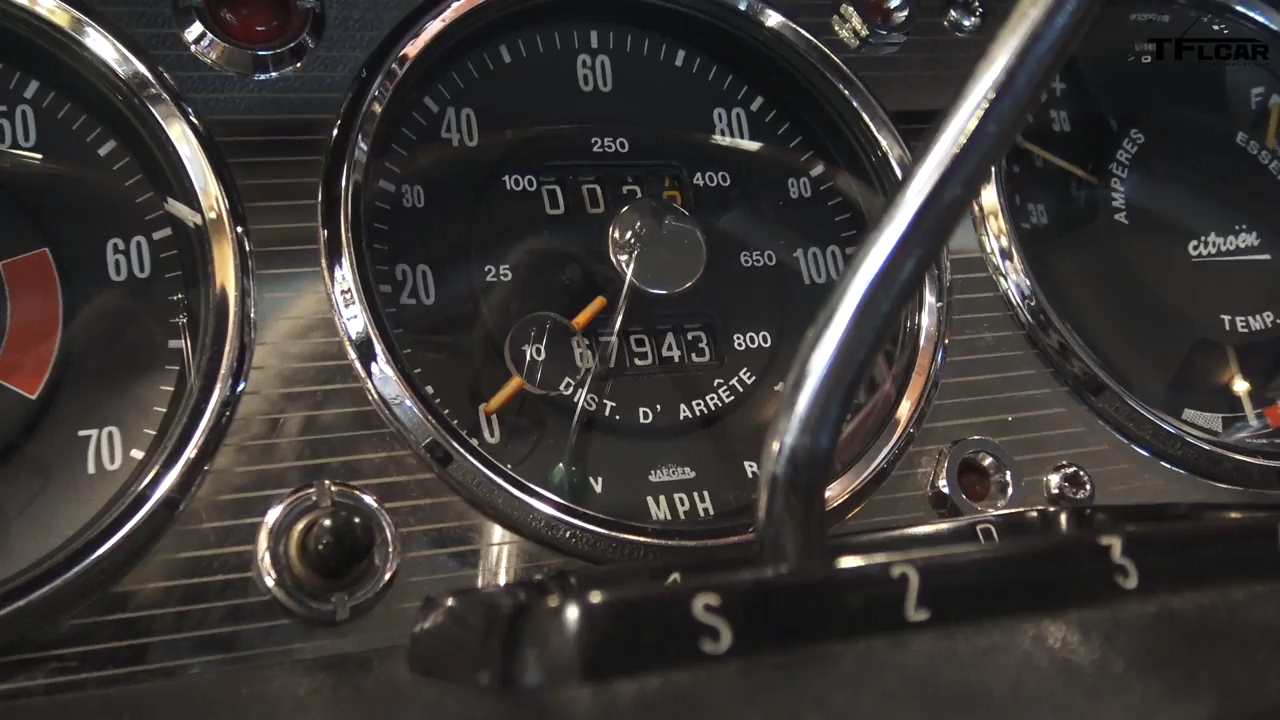 TFLCAR
50
60
70
60
40
80
30
90
20
100
0
250
100
400
25
650
10
800
00
67943
DIST. D' ARRÊTE
V
R
JAEGER
MPH
+
30
30
AMPÈRES
citroën
TEMP.
D
S
2
3